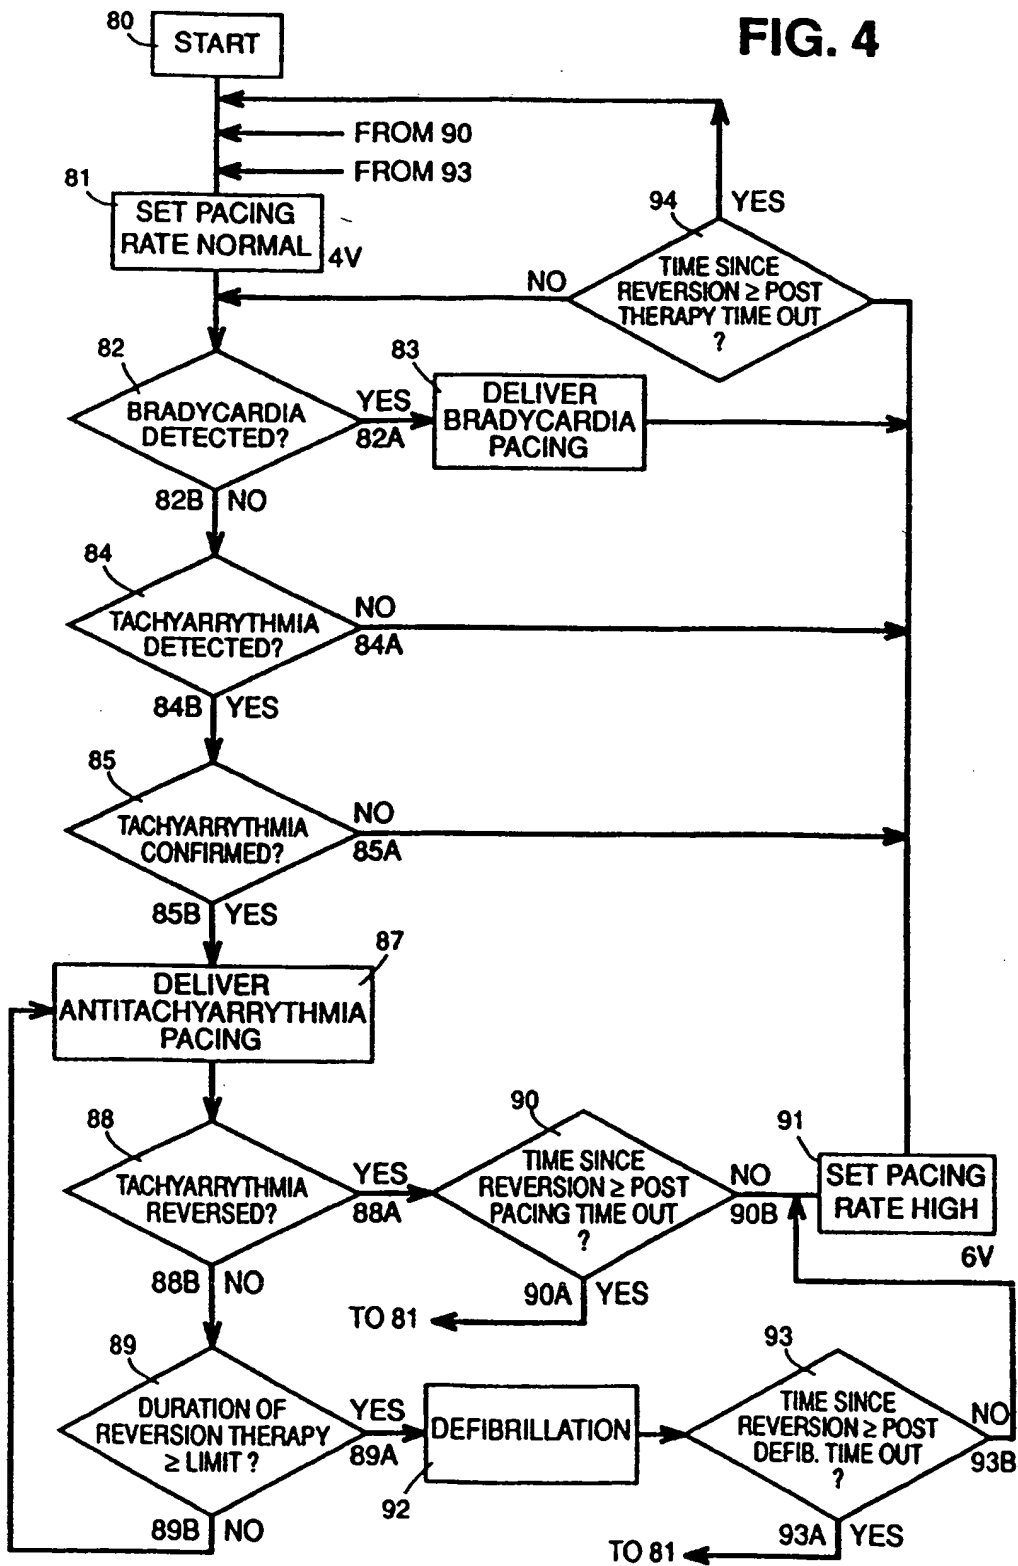 80
START
FIG. 4
FROM 90
FROM 93
81
SET PACING
RATE NORMAL
4V
94
YES
TIME SINCE
REVERSION ≥ POST
THERAPY TIME OUT
?
NO
82
BRADYCARDIA
DETECTED?
YES
82A
83
DELIVER
BRADYCARDIA
PACING
82B NO
84
TACHYARRYTHMIA
DETECTED?
NO
84A
84B YES
85
TACHYARRYTHMIA
CONFIRMED?
NO
85A
85B YES
87
DELIVER
ANTITACHYARRYTHMIA
PACING
88
TACHYARRYTHMIA
REVERSED?
YES
88A
90
TIME SINCE
REVERSION ≥ POST
PACING TIME OUT
?
NO
90B
91
SET PACING
RATE HIGH
6V
88B NO
90A YES
TO 81
89
DURATION OF
REVERSION THERAPY
≥ LIMIT ?
YES
89A
DEFIBRILLATION
92
93
TIME SINCE
REVERSION ≥ POST
DEFIB. TIME OUT
?
NO
93B
89B NO
93A YES
TO 81